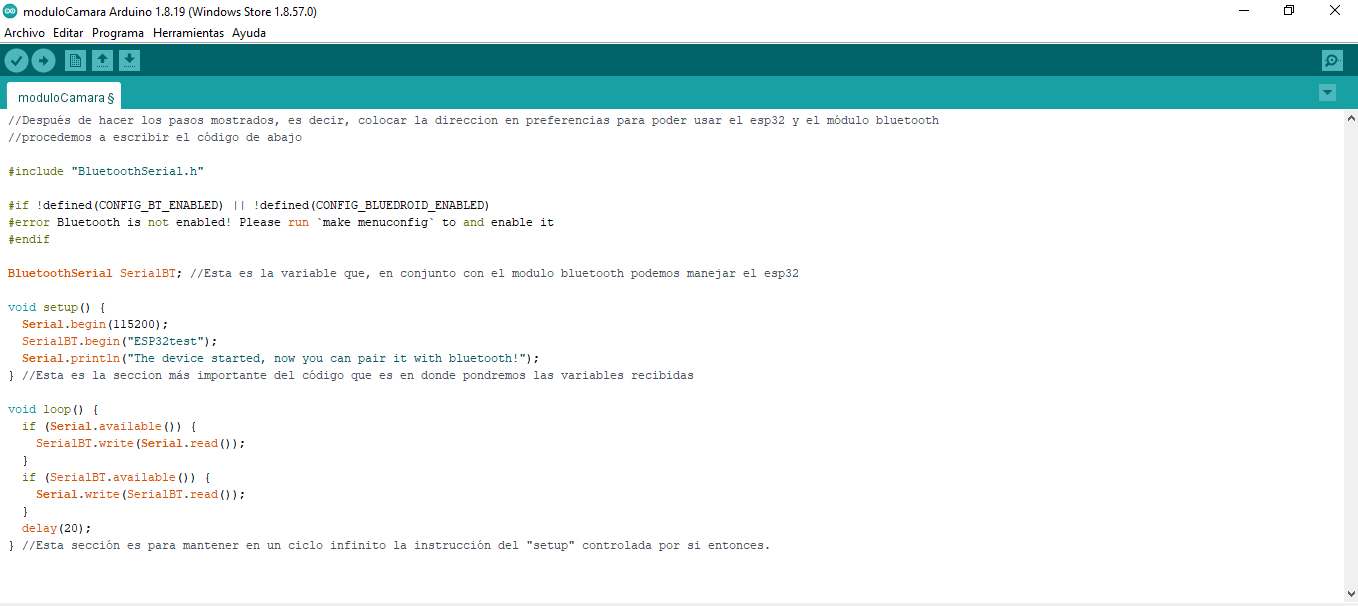 moduloCamara Arduino 1.8.19 (Windows Store 1.8.57.0)
Archivo Editar Programa Herramientas Ayuda
moduloCamara §
//Después de hacer los pasos mostrados, es decir, colocar la direccion en preferencias para poder usar el esp32 y el módulo bluetooth
//procedemos a escribir el código de abajo
#include "BluetoothSerial.h"
#if !defined(CONFIG_BT_ENABLED) || !defined(CONFIG_BLUEDROID_ENABLED)
#error Bluetooth is not enabled! Please run `make menuconfig` to and enable it
#endif
BluetoothSerial SerialBT; //Esta es la variable que, en conjunto con el modulo bluetooth podemos manejar el esp32
void setup() {
  Serial.begin(115200);
  SerialBT.begin("ESP32test");
  Serial.println("The device started, now you can pair it with bluetooth!");
} //Esta es la seccion más importante del código que es en donde pondremos las variables recibidas
void loop() {
  if (Serial.available()) {
    SerialBT.write(Serial.read());
  }
  if (SerialBT.available()) {
    Serial.write(SerialBT.read());
  }
  delay(20);
} //Esta sección es para mantener en un ciclo infinito la instrucción del "setup" controlada por si entonces.